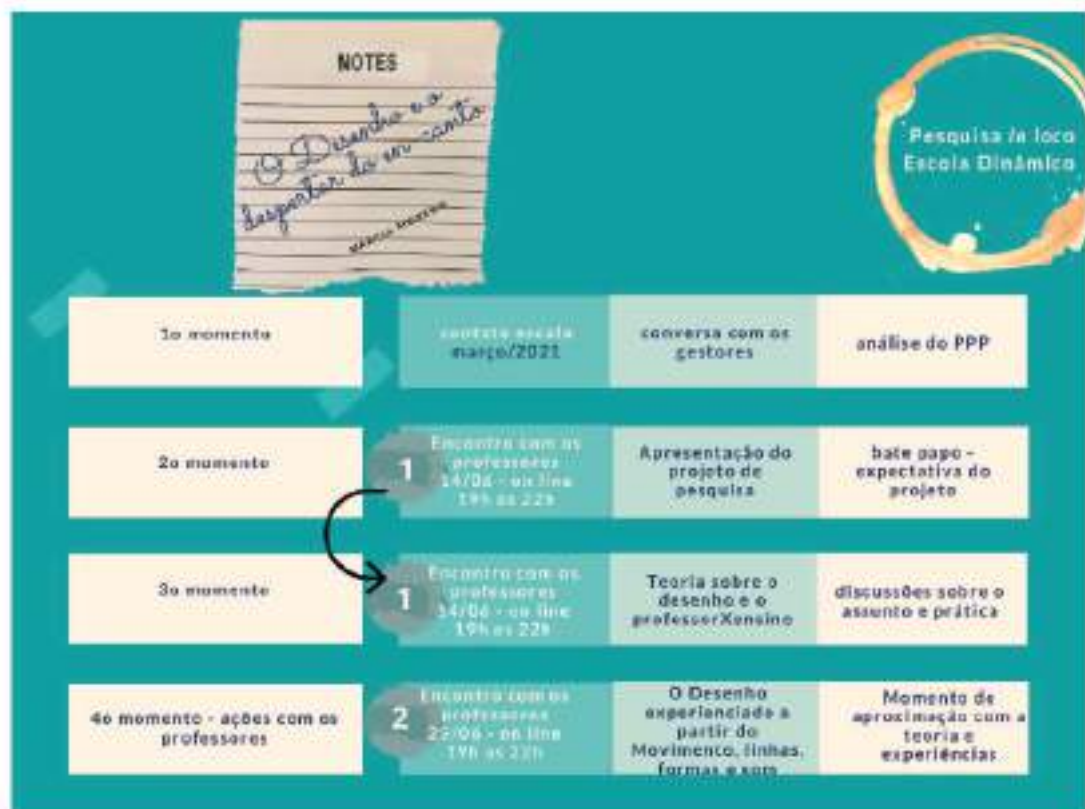 NOTES
O Desenho e o
despertar do en-canto
MÁRCIA
Pesquisa in loco
Escola Dinâmico
1o momento
contato escola
março/2021
conversa com os
gestores
análise do PPP
2o momento
1
Encontro com os
professores
14/06 - on line
19h as 22h
Apresentação do
projeto de
pesquisa
bate papo -
expectativa do
projeto
3o momento
1
Encontro com os
professores
14/06 - on line
19h as 22h
Teoria sobre o
desenho e o
professorXensino
discussões sobre o
assunto e prática
4o momento - ações com os
professores
2
Encontro com os
professores
/06 - on line
19h as 22h
O Desenho
experienciado a
partir do
Movimento, linhas,
formas e sons
Momento de
aproximação com a
teoria e
experiências